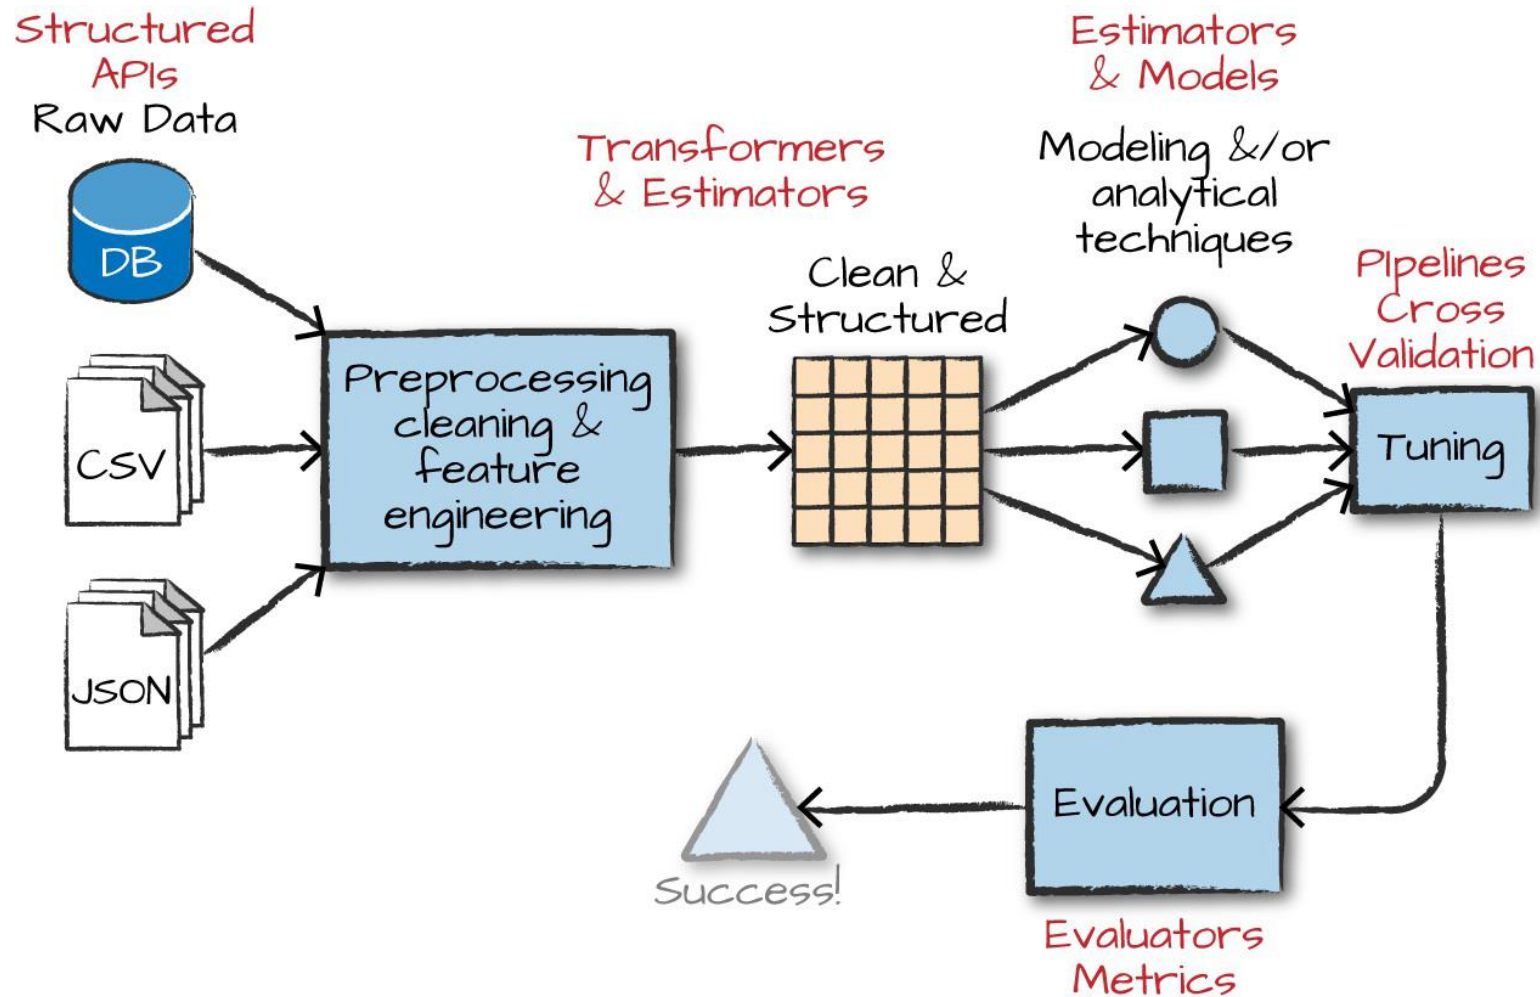 Structured
APIs
Raw Data
DB
CSV
JSON
Preprocessing
cleaning &
feature
engineering
Transformers
& Estimators
Clean &
Structured
Estimators
& Models
Modeling &/or
analytical
techniques
PIpelines
Cross
Validation
Tuning
Evaluation
Evaluators
Metrics
Success!